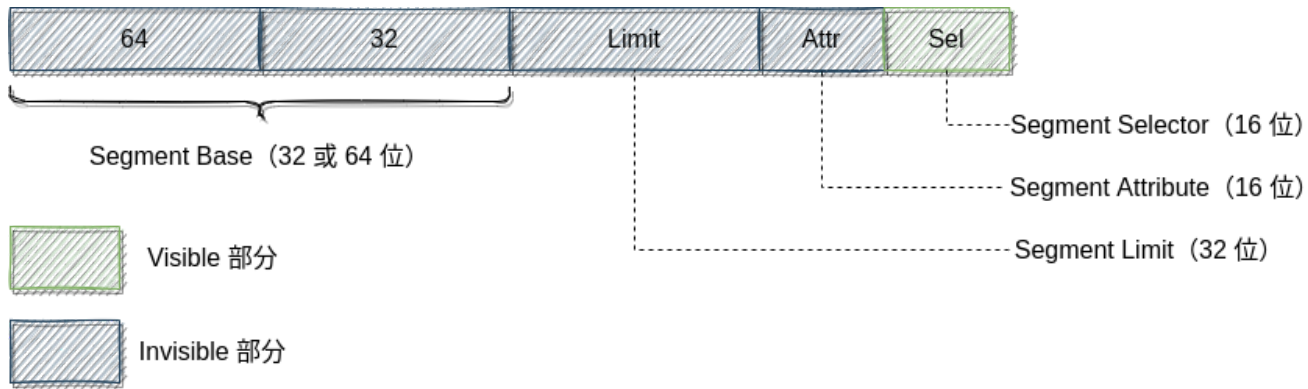 64 32 Limit Attr Sel
Segment Selector（16 位）
Segment Base（32 或 64 位）
Segment Attribute（16 位）
Segment Limit（32 位）
Visible 部分
Invisible 部分